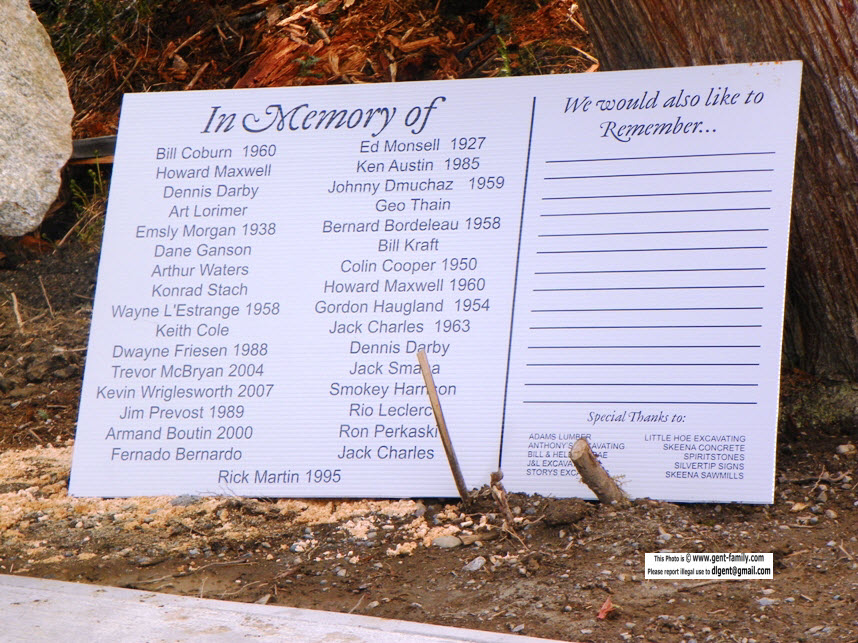 In Memory of
Bill Coburn 1960
Howard Maxwell
Dennis Darby
Art Lorimer
Emsly Morgan 1938
Dane Ganson
Arthur Waters
Konrad Stach
Wayne L'Estrange 1958
Keith Cole
Dwayne Friesen 1988
Trevor McBryan 2004
Kevin Wriglesworth 2007
Jim Prevost 1989
Armand Boutin 2000
Fernado Bernardo
Ed Monsell 1927
Ken Austin 1985
Johnny Dmuchaz 1959
Geo Thain
Bernard Bordeleau 1958
Bill Kraft
Colin Cooper 1950
Howard Maxwell 1960
Gordon Haugland 1954
Jack Charles 1963
Dennis Darby
Jack
Smokey
Rio Leclerc
Ron Perkaski
Jack Charles
Rick Martin 1995
We would also like to
Remember...
Special Thanks to:
ADAMS LUMBER
ANTHONY'S
BILL &
J&L
STORYS
LITTLE HOE EXCAVATING
SKEENA CONCRETE
SPIRITSTONES
SILVERTIP SIGNS
SKEENA SAWMILLS
This Photo is © www.gent-family.com
Please report illegal use to dlgent@gmail.com